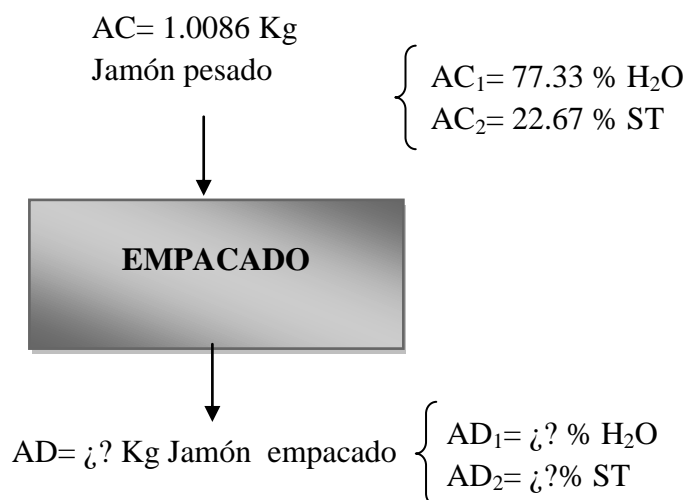 AC= 1.0086 Kg
Jamón pesado
AC₁= 77.33 % H₂O
AC₂= 22.67 % ST
EMPACADO
AD= ¿? Kg Jamón empacado
AD₁= ¿? % H₂O
AD₂= ¿?% ST